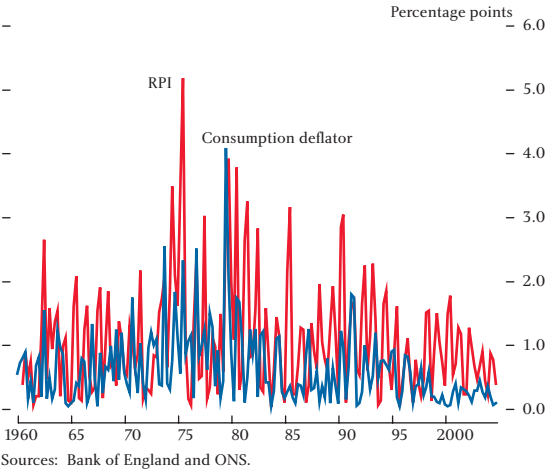 Percentage points
6.0
RPI
5.0
Consumption deflator
4.0
3.0
2.0
1.0
0.0
1960 65 70 75 80 85 90 95 2000
Sources: Bank of England and ONS.